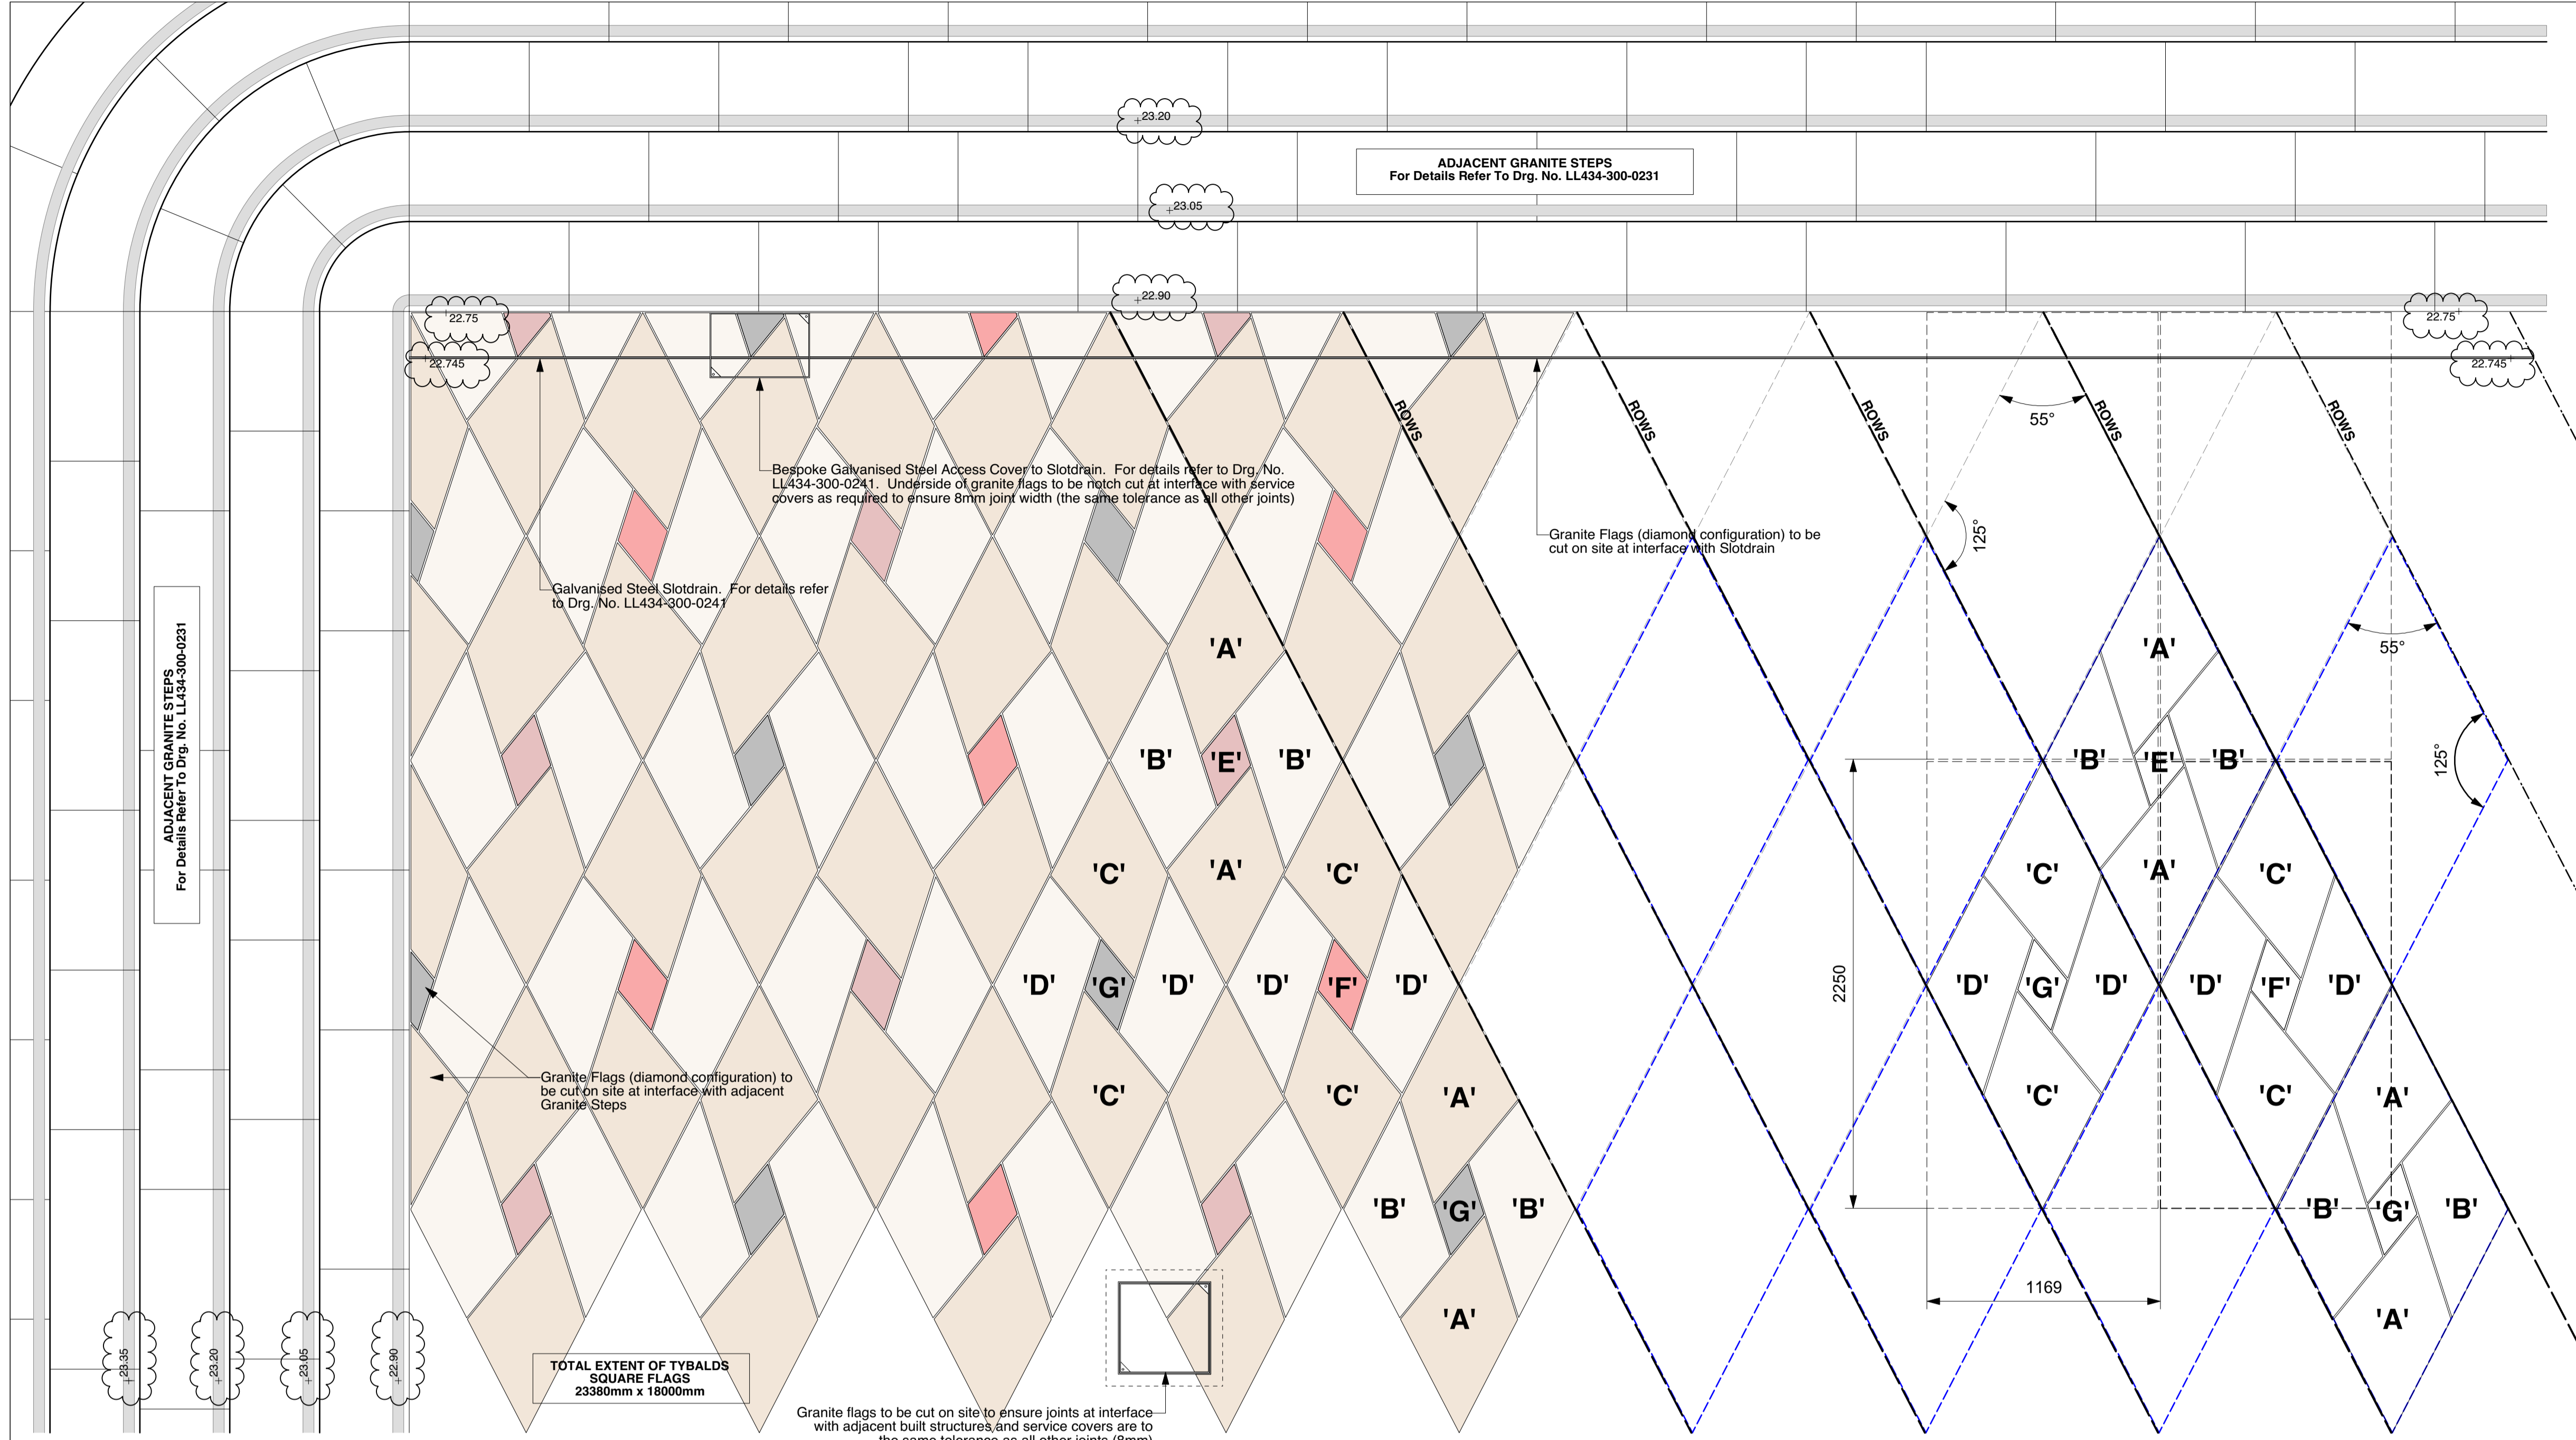 23.20
ADJACENT GRANITE STEPS
For Details Refer To Drg. No. LL434-300-0231
23.05
22.90
22.75
22.75
22.745
22.745
ROWS
ROWS
ROWS
ROWS
ROWS
55°
Bespoke Galvanised Steel Access Cover to Slotdrain. For details refer to Drg. No.
LL434-300-0241. Underside of granite flags to be notch cut at interface with service
covers as required to ensure 8mm joint width (the same tolerance as all other joints)
Granite Flags (diamond configuration) to be
cut on site at interface with Slotdrain
125°
Galvanised Steel Slotdrain. For details refer
to Drg. No. LL434-300-0241
ADJACENT GRANITE STEPS
For Details Refer To Drg. No. LL434-300-0231
'A'
'A'
55°
'B' 'E' 'B'
'B' 'E' 'B'
125°
'C' 'A' 'C'
'C' 'A' 'C'
'D' 'G' 'D' 'D' 'F' 'D'
2250
'D' 'G' 'D' 'D' 'F' 'D'
Granite Flags (diamond configuration) to
be cut on site at interface with adjacent
Granite Steps
'C' 'C' 'A'
'C' 'C' 'A'
'B' 'G' 'B'
'B' 'G' 'B'
1169
'A'
'A'
23.35
23.20
23.05
22.90
TOTAL EXTENT OF TYBALDS
SQUARE FLAGS
23380mm x 18000mm
Granite flags to be cut on site to ensure joints at interface
with adjacent built structures and service covers are to
the same tolerance as all other joints (8mm)